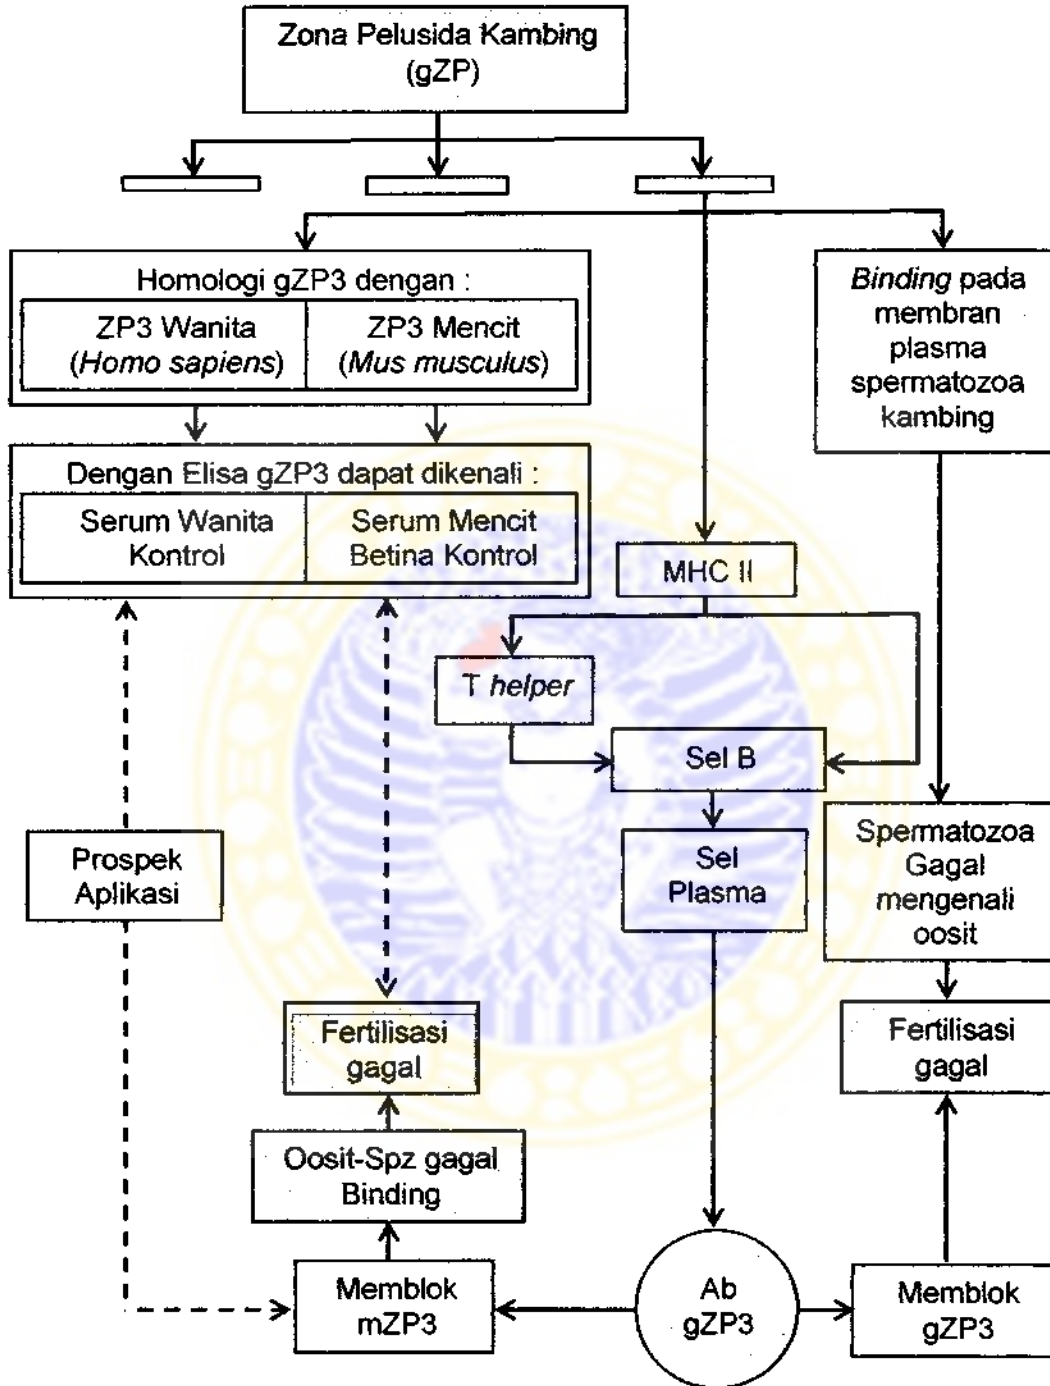 Zona Pelusida Kambing
(gZP)
Homologi gZP3 dengan :
ZP3 Wanita
(Homo sapiens)
ZP3 Mencit
(Mus musculus)
Binding pada
membran
plasma
spermatozoa
kambing
Dengan Elisa gZP3 dapat dikenali :
Serum Wanita
Kontrol
Serum Mencit
Betina Kontrol
MHC II
T helper
Sel B
Sel
Plasma
Prospek
Aplikasi
Spermatozoa
Gagal
mengenali
oosit
Fertilisasi
gagal
Fertilisasi
gagal
Oosit-Spz gagal
Binding
Memblok
mZP3
Ab
gZP3
Memblok
gZP3